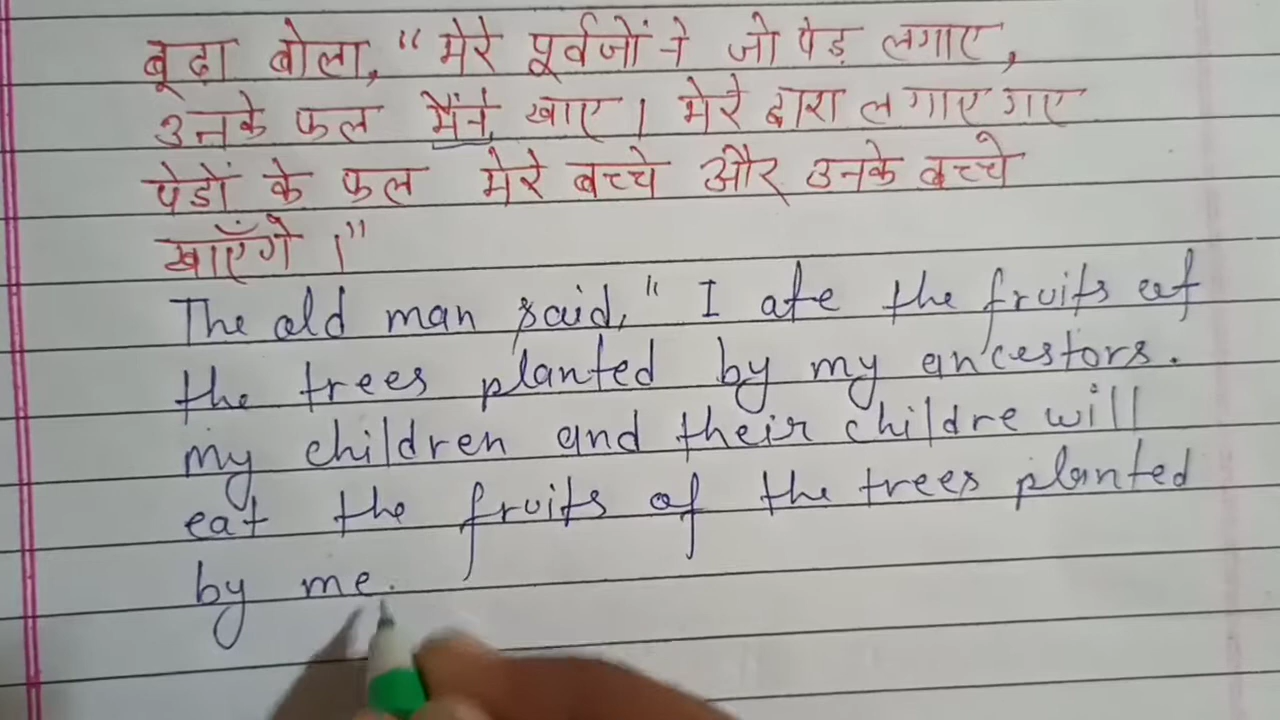 बूढ़ा बोला, “मेरे पूर्वजों ने जो पेड़ लगाए,
उनके फल मैंने खाए। मेरे द्वारा लगाए गए
पेडों के फल मेरे बच्चे और उनके बच्चे
खाएँगे।”
The old man said, “I ate the fruits of
the trees planted by my ancestors.
my children and their childre will
eat the fruits of the trees planted
by me.